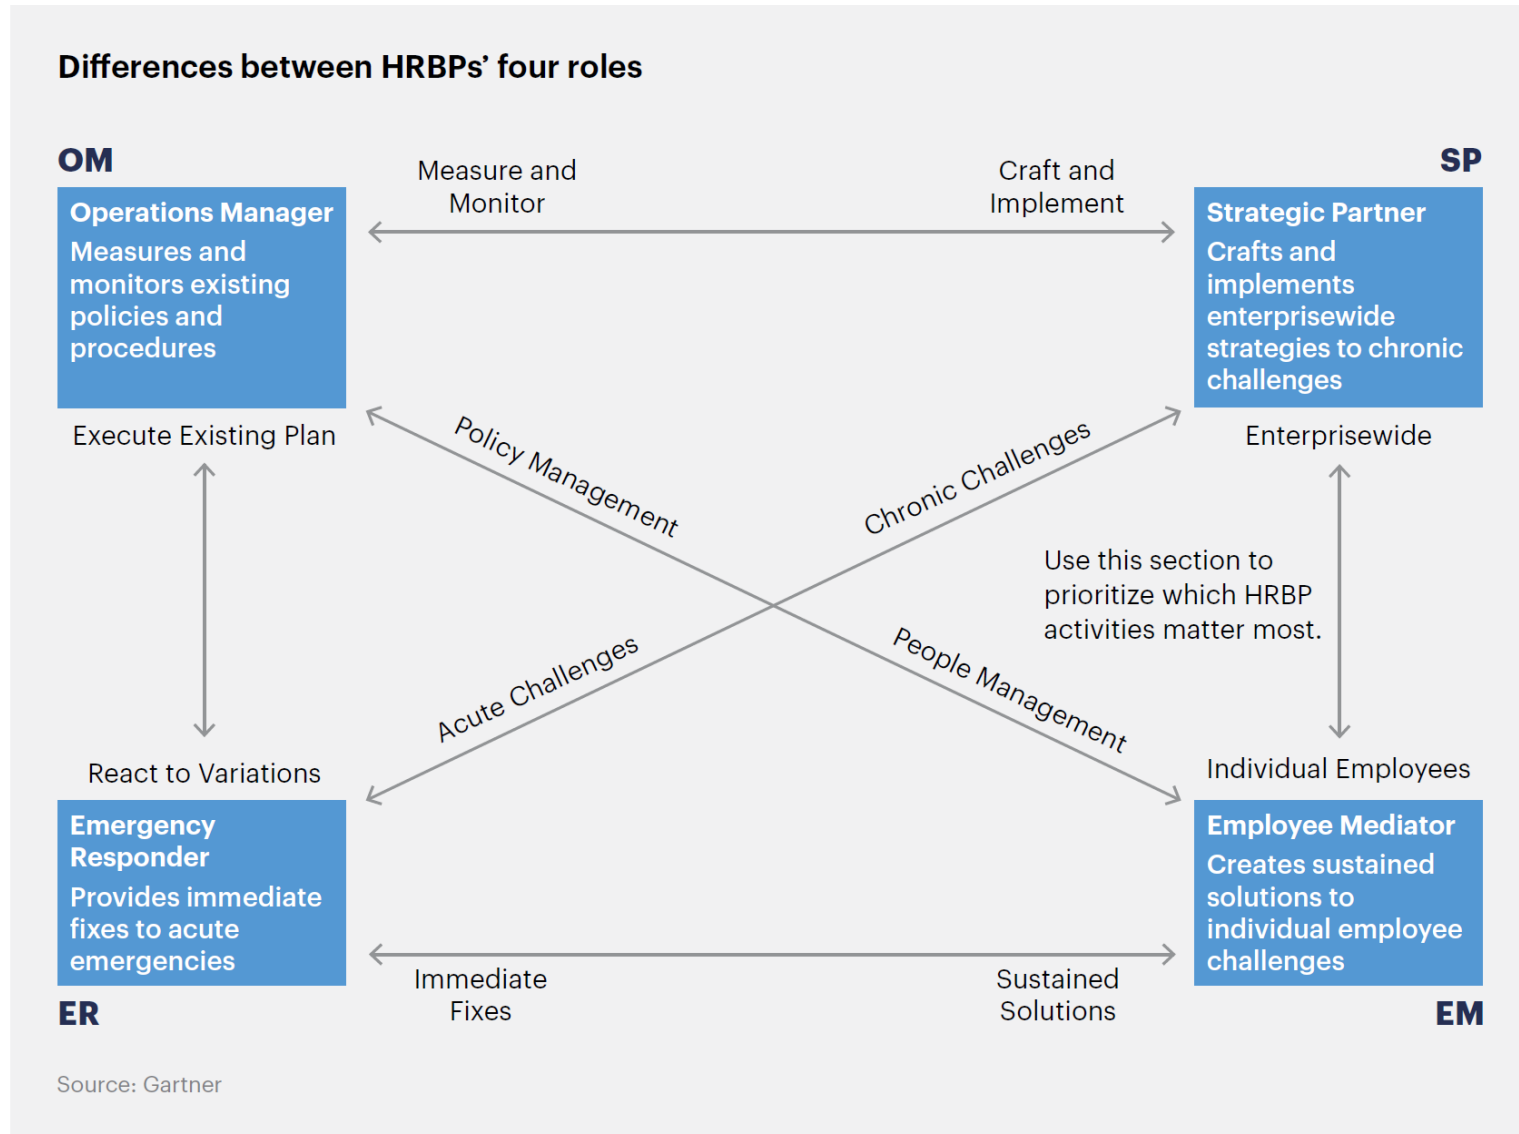 Differences between HRBPs’ four roles
OM
SP
Operations Manager
Measures and
monitors existing
policies and
procedures
Measure and
Monitor
Craft and
Implement
Strategic Partner
Crafts and
implements
enterprisewide
strategies to chronic
challenges
Execute Existing Plan
Policy Management
Chronic Challenges
Enterprisewide
Use this section to
prioritize which HRBP
activities matter most.
Acute Challenges
People Management
React to Variations
Individual Employees
Emergency
Responder
Provides immediate
fixes to acute
emergencies
Employee Mediator
Creates sustained
solutions to
individual employee
challenges
Immediate
Fixes
Sustained
Solutions
ER
EM
Source: Gartner